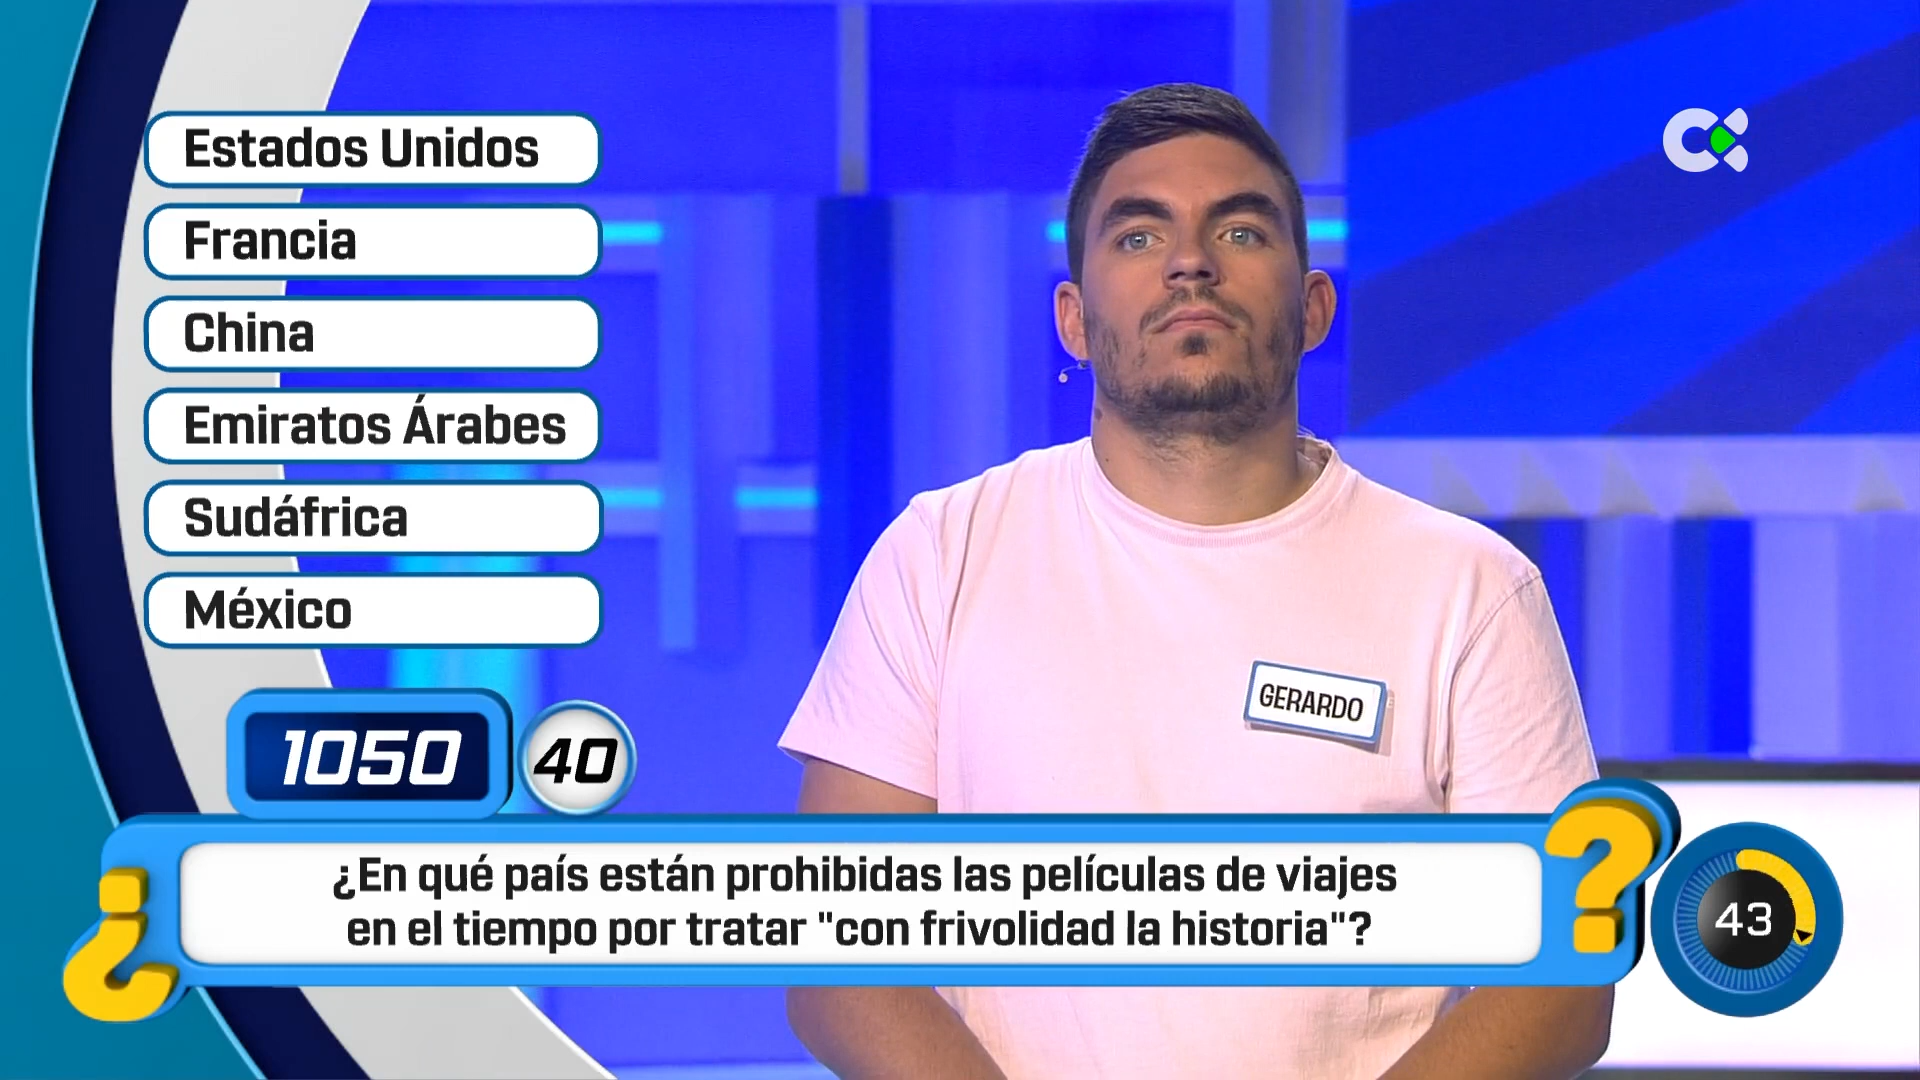 Estados Unidos
Francia
China
Emiratos Árabes
Sudáfrica
México
GERARDO
1050
40
¿En qué país están prohibidas las películas de viajes
en el tiempo por tratar "con frivolidad la historia"?
43